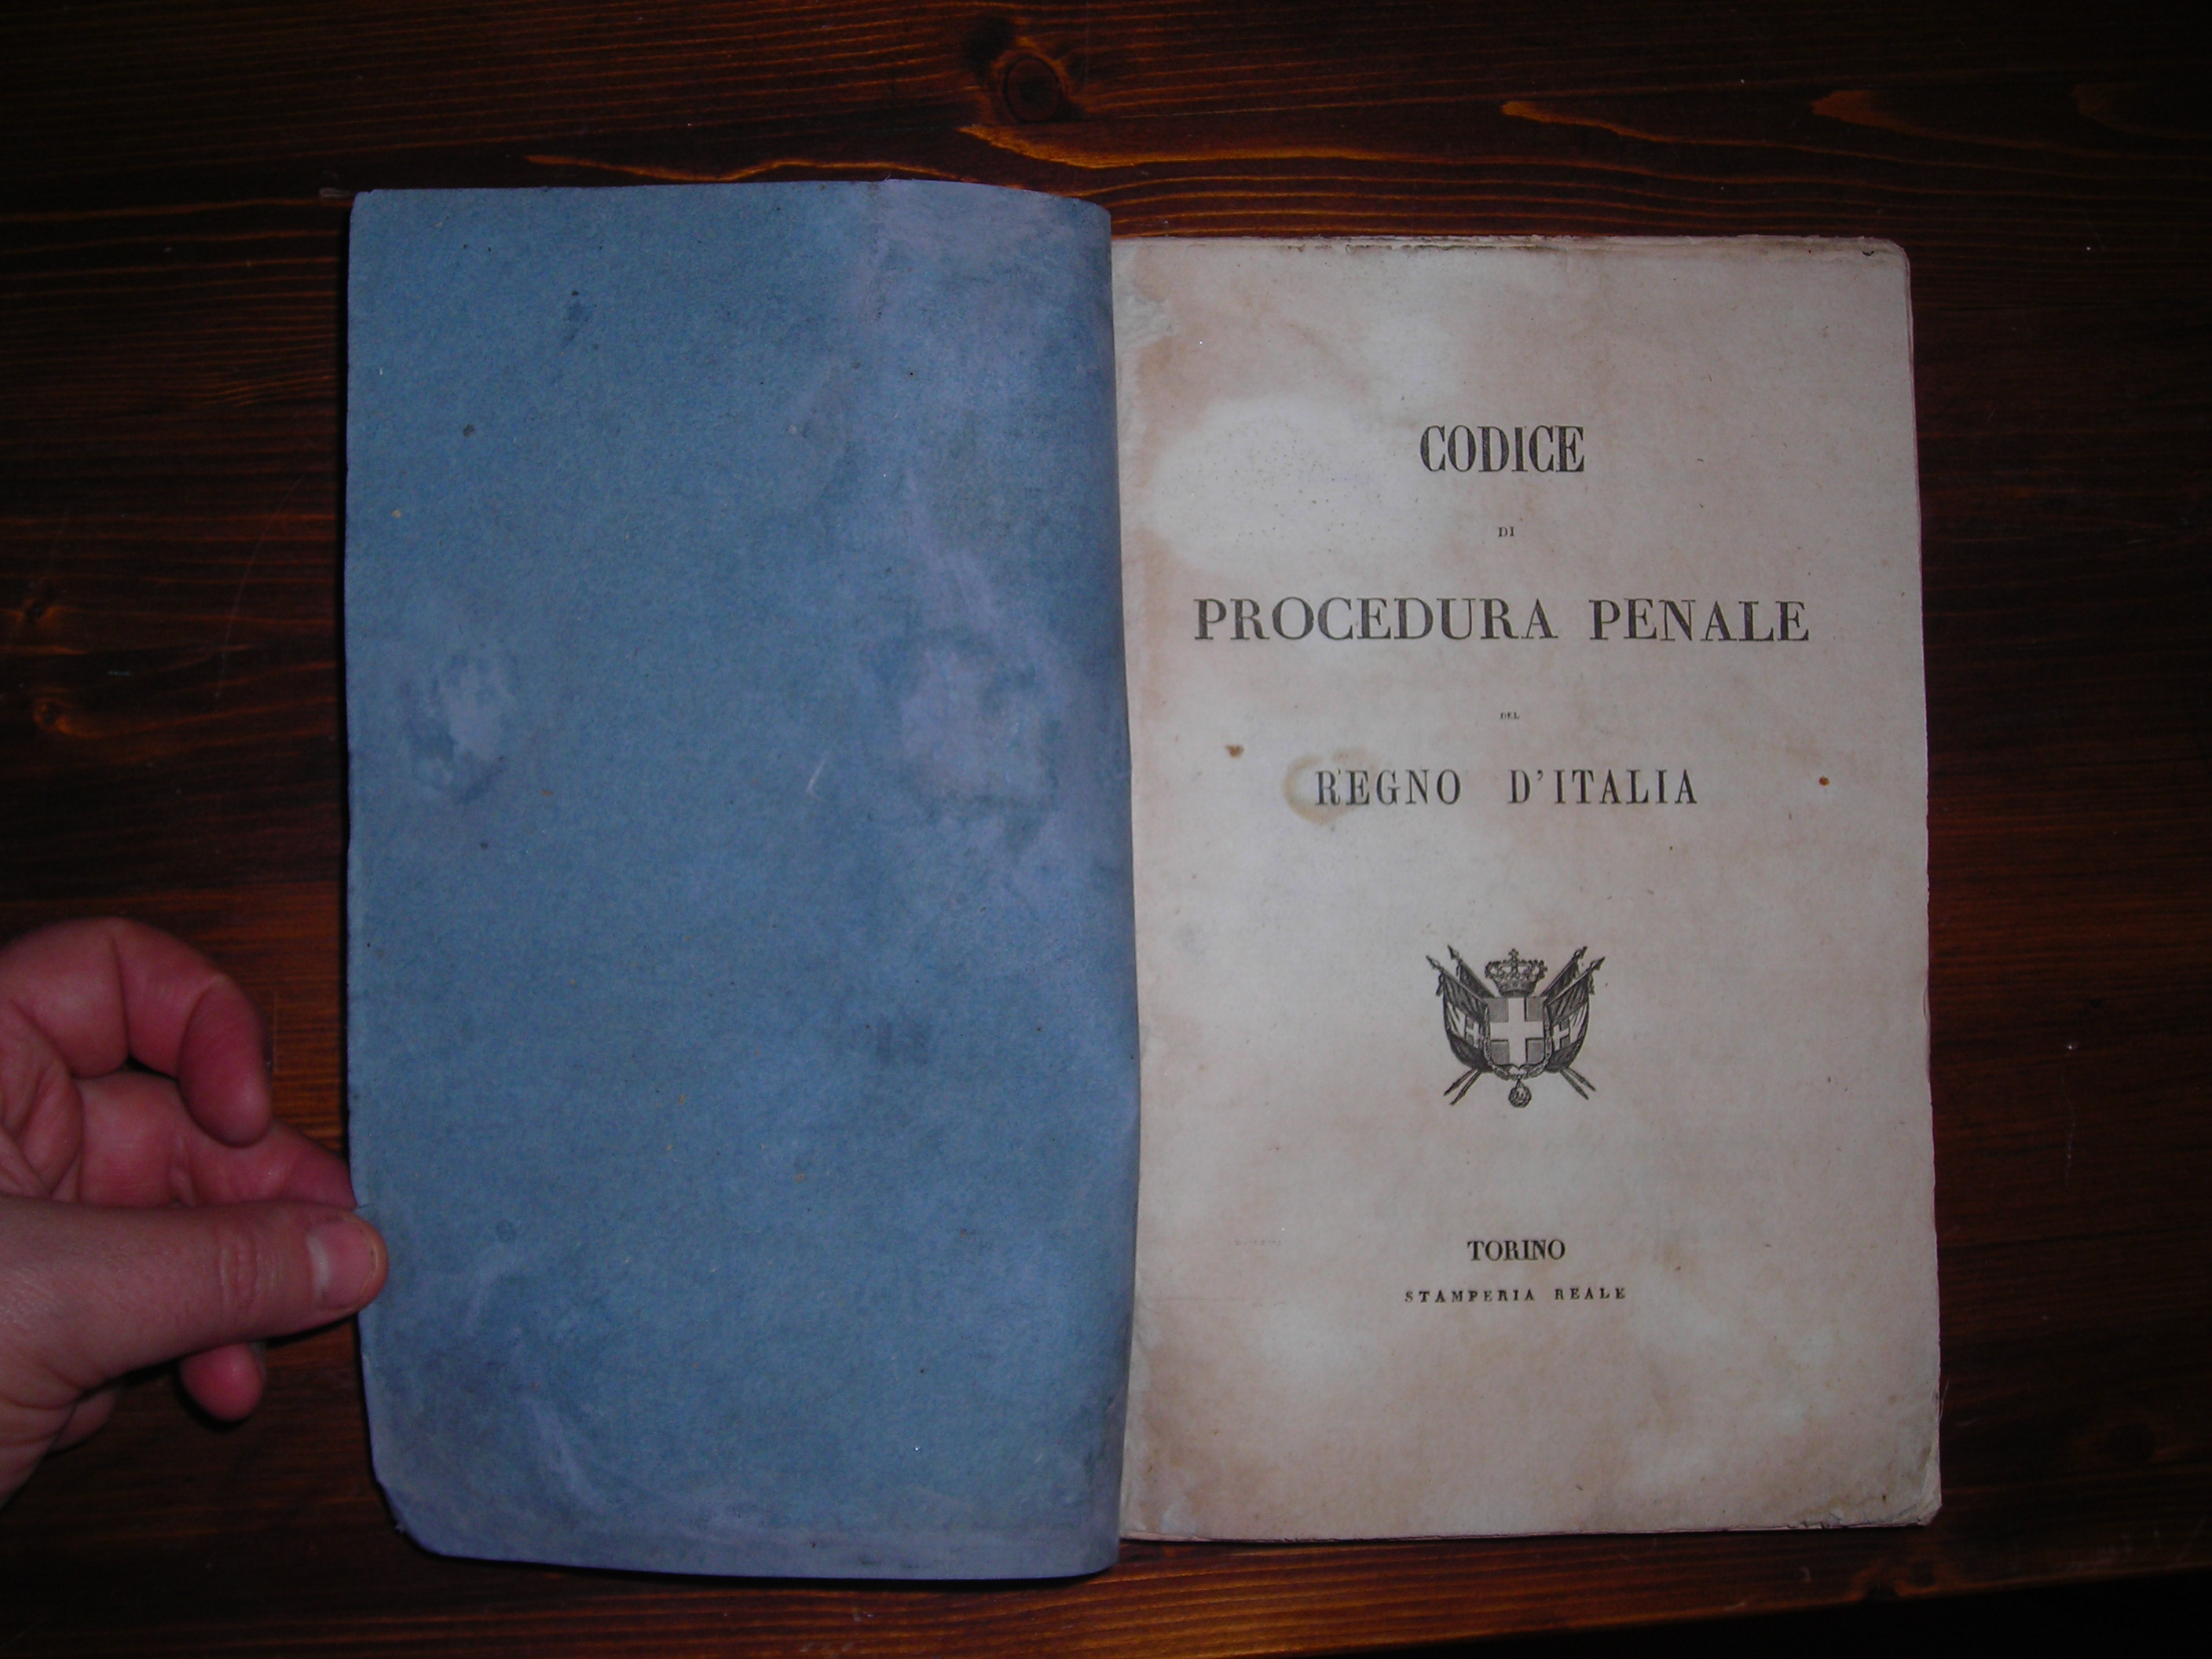 CODICE
DI
PROCEDURA PENALE
DEL
REGNO D'ITALIA
TORINO
STAMPERIA REALE